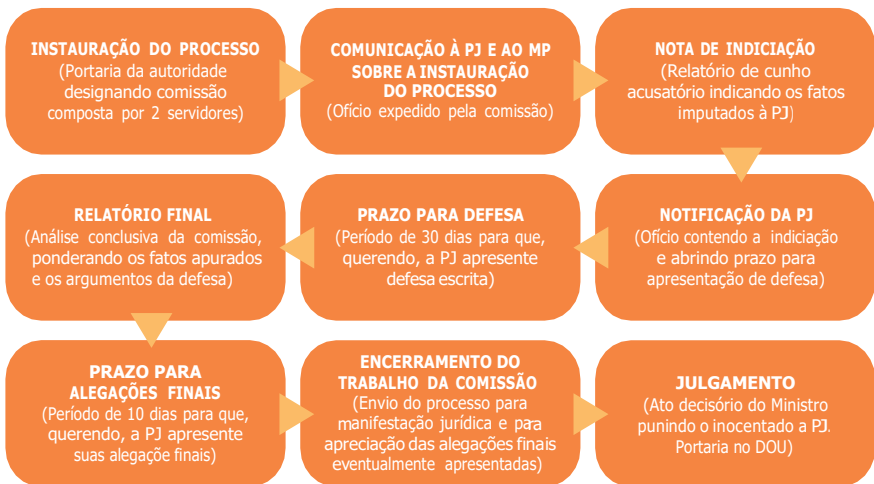 INSTAURAÇÃO DO PROCESSO
(Portaria da autoridade
designando comissão
composta por 2 servidores)
COMUNICAÇÃO À PJ E AO MP
SOBRE A INSTAURAÇÃO
DO PROCESSO
(Ofício expedido pela comissão)
NOTA DE INDICIAÇÃO
(Relatório de cunho
acusatório indicando os fatos
imputados à PJ)
NOTIFICAÇÃO DA PJ
(Ofício contendo a indiciação
e abrindo prazo para
apresentação de defesa)
PRAZO PARA DEFESA
(Período de 30 dias para que,
querendo, a PJ apresente
defesa escrita)
RELATÓRIO FINAL
(Análise conclusiva da comissão,
ponderando os fatos apurados
e os argumentos da defesa)
PRAZO PARA
ALEGAÇÕES FINAIS
(Período de 10 dias para que,
querendo, a PJ apresente
suas alegaçõe finais)
ENCERRAMENTO DO
TRABALHO DA COMISSÃO
(Envio do processo para
manifestação jurídica e para
apreciação das alegações finais
eventualmente apresentadas)
JULGAMENTO
(Ato decisório do Ministro
punindo o inocentado a PJ.
Portaria no DOU)